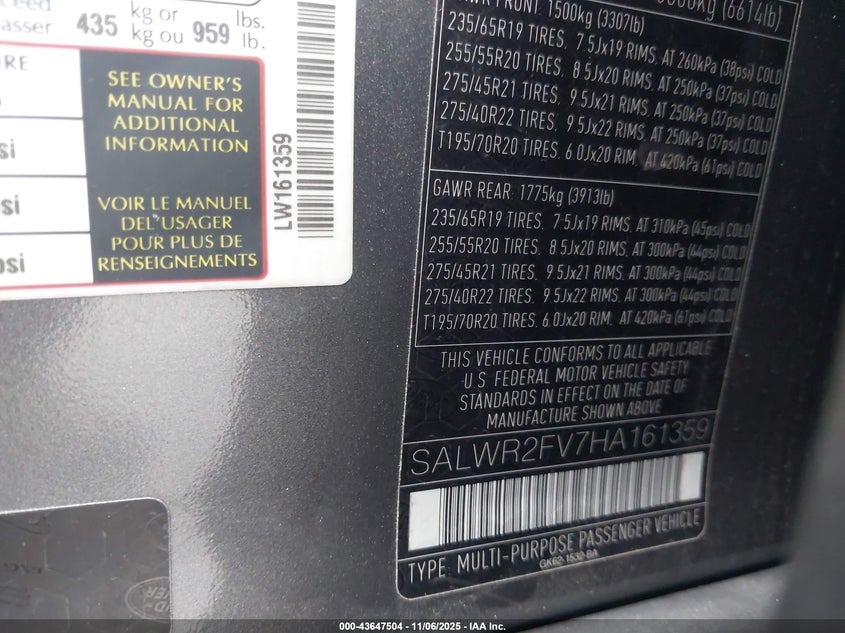 435 kg or kg ou 959 lbs. lb.
SEE OWNER'S
MANUAL FOR
ADDITIONAL
INFORMATION
VOIR LE MANUEL
DEL'USAGER
POUR PLUS DE
RENSEIGNEMENTS
LW161359
(6614lb)
FRONT: 1500kg (3307lb)
235/65R19 TIRES, 7.5Jx19 RIMS, AT 260kPa (38psi) COLD
255/55R20 TIRES, 8.5Jx20 RIMS, AT 250kPa (37psi) COLD
275/45R21 TIRES, 9.5Jx21 RIMS, AT 250kPa (37psi) COLD
275/40R22 TIRES, 9.5Jx22 RIMS, AT 250kPa (37psi) COLD
T195/70R20 TIRES, 6.0Jx20 RIM, AT 420kPa (61psi) COLD
GAWR REAR: 1775kg (3913lb)
235/65R19 TIRES, 7.5Jx19 RIMS, AT 310kPa (45psi) COLD
255/55R20 TIRES, 8.5Jx20 RIMS, AT 300kPa (44psi) COLD
275/45R21 TIRES, 9.5Jx21 RIMS, AT 300kPa (44psi) COLD
275/40R22 TIRES, 9.5Jx22 RIMS, AT 300kPa (44psi) COLD
T195/70R20 TIRES, 6.0Jx20 RIM, AT 420kPa (61psi) COLD
THIS VEHICLE CONFORMS TO ALL APPLICABLE
U.S. FEDERAL MOTOR VEHICLE SAFETY
STANDARDS IN EFFECT ON THE DATE OF
MANUFACTURE SHOWN ABOVE
SALWR2FV7HA161359
TYPE: MULTI-PURPOSE PASSENGER VEHICLE
GK62-1532-BA
000-43647504 - 11/06/2025 - IAA Inc.